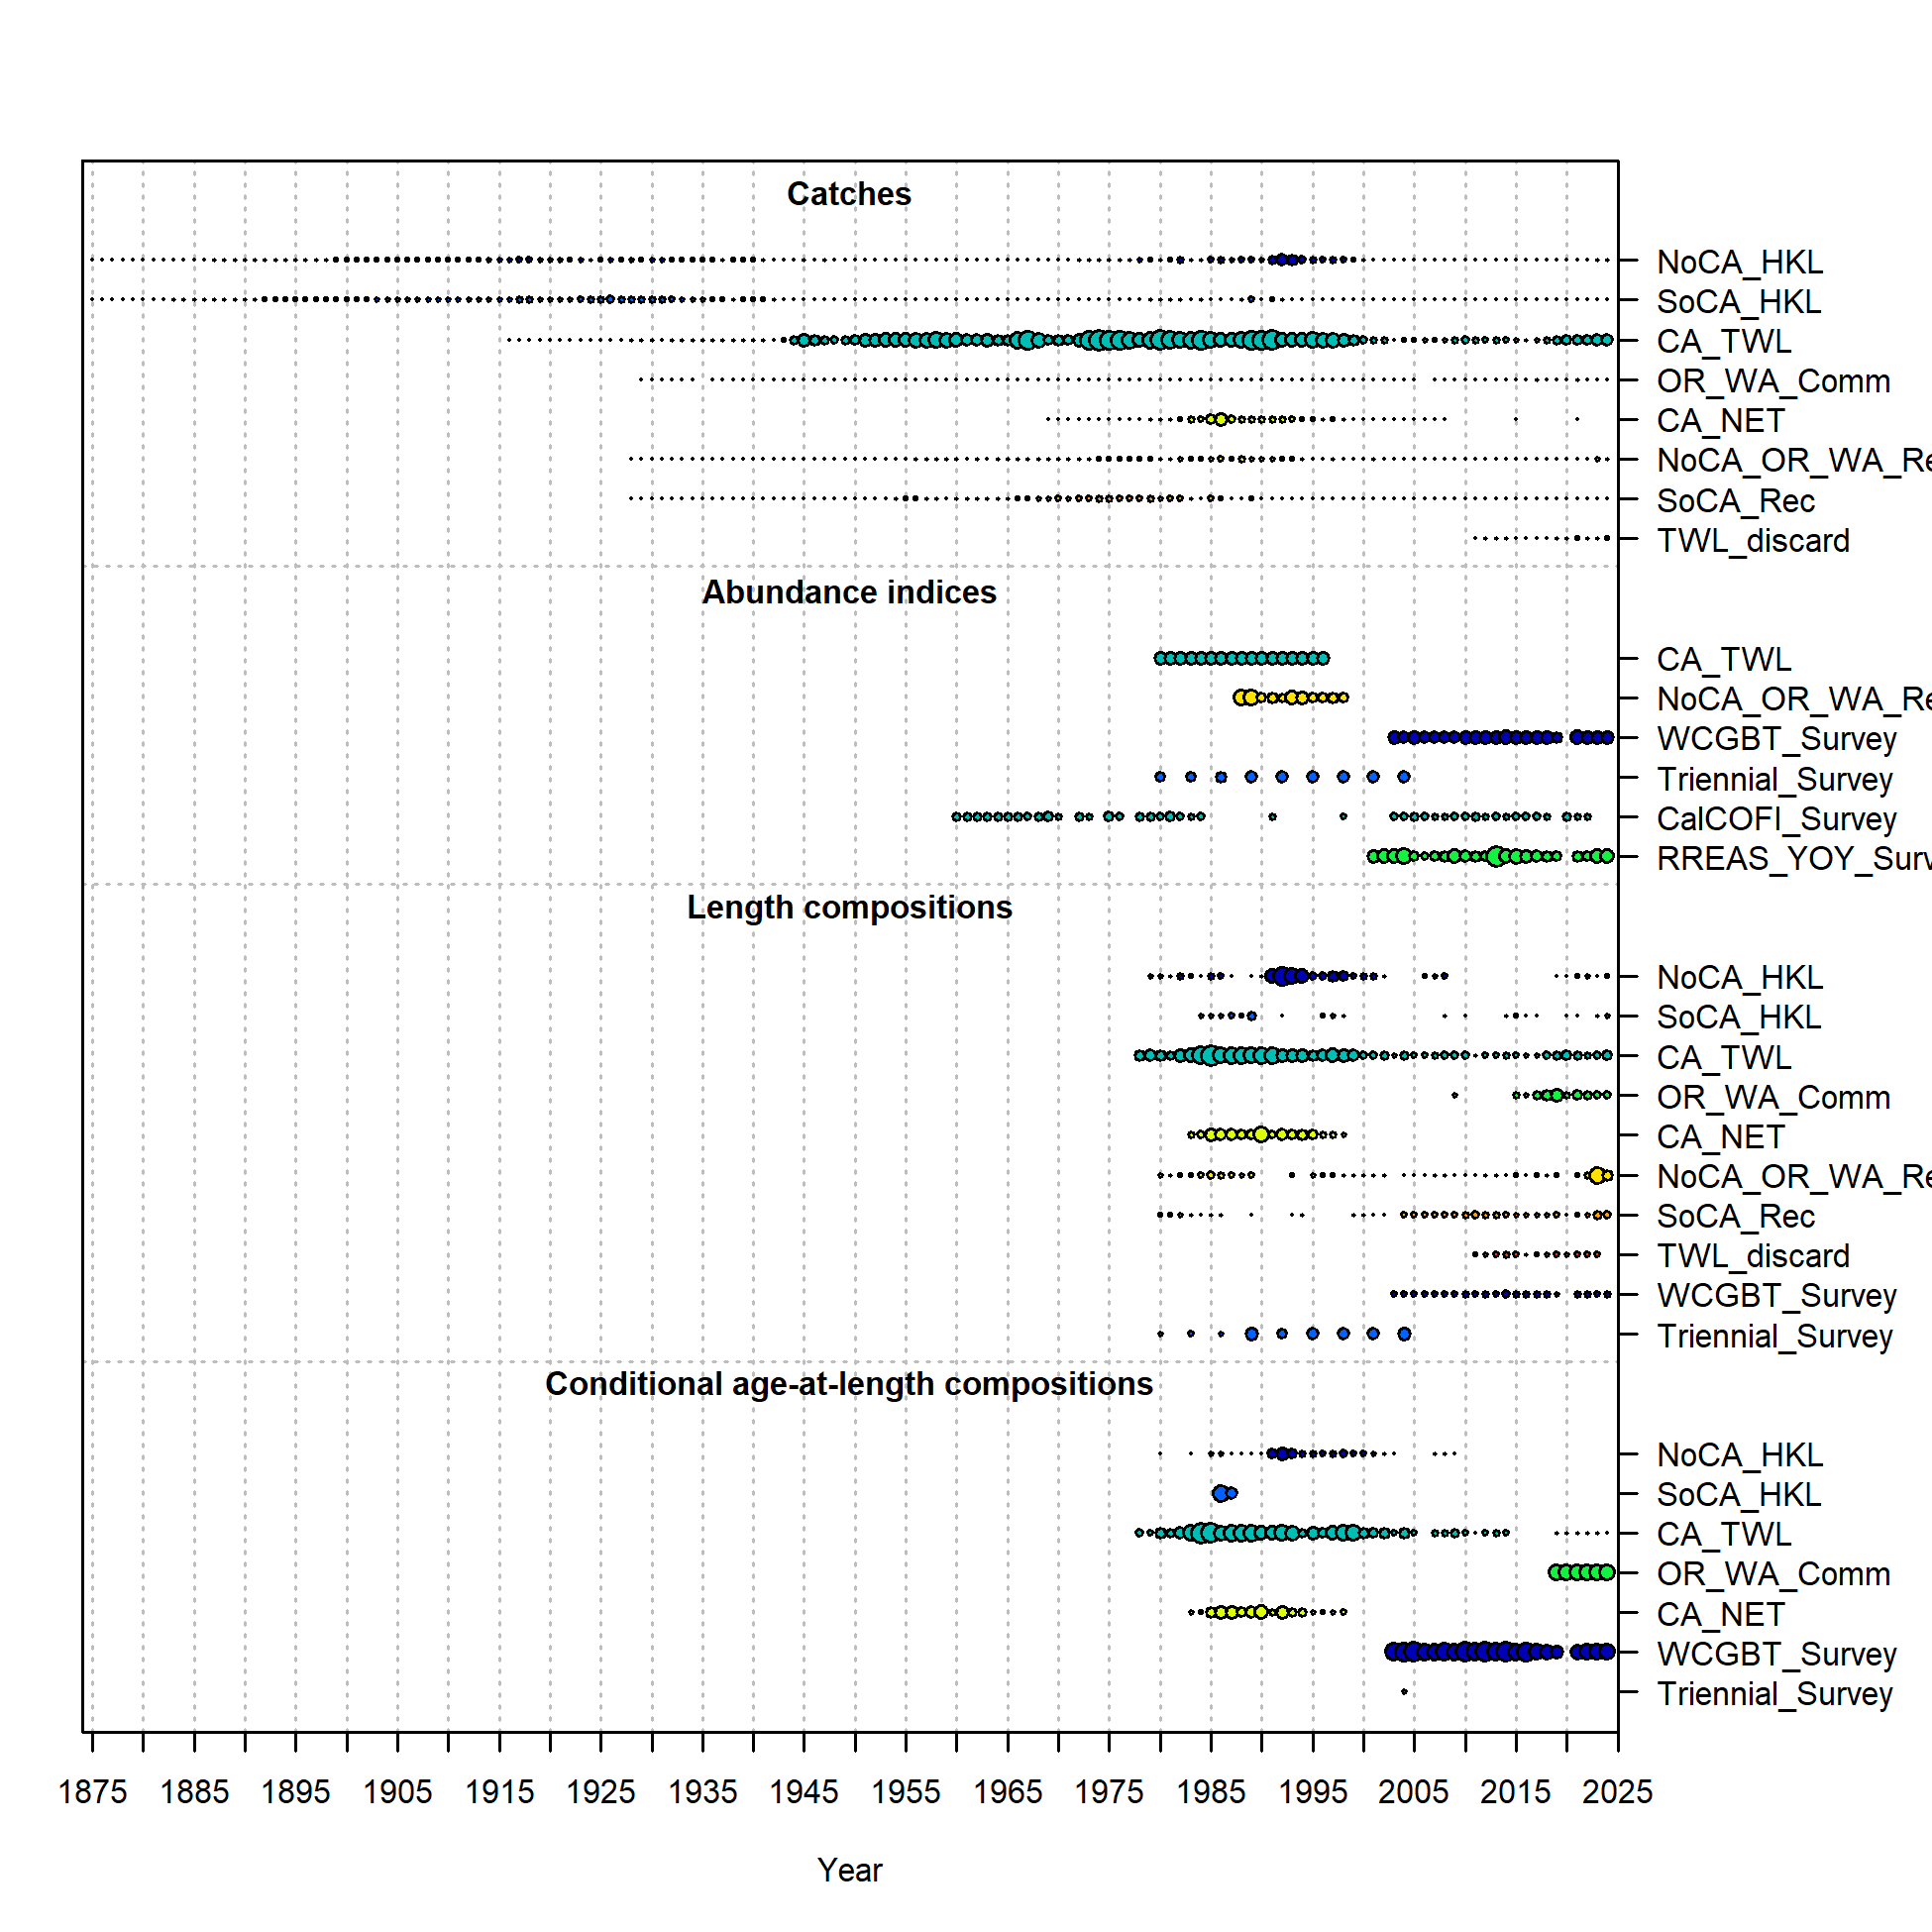 Catches
NoCA_HKL
SoCA_HKL
CA_TWL
OR_WA_Comm
CA_NET
NoCA_OR_WA_Re
SoCA_Rec
TWL_discard
Abundance indices
CA_TWL
NoCA_OR_WA_Re
WCGBT_Survey
Triennial_Survey
CalCOFI_Survey
RREAS_YOY_Surv
Length compositions
NoCA_HKL
SoCA_HKL
CA_TWL
OR_WA_Comm
CA_NET
NoCA_OR_WA_Re
SoCA_Rec
TWL_discard
WCGBT_Survey
Triennial_Survey
Conditional age-at-length compositions
NoCA_HKL
SoCA_HKL
CA_TWL
OR_WA_Comm
CA_NET
WCGBT_Survey
Triennial_Survey
1875 1885 1895 1905 1915 1925 1935 1945 1955 1965 1975 1985 1995 2005 2015 2025
Year